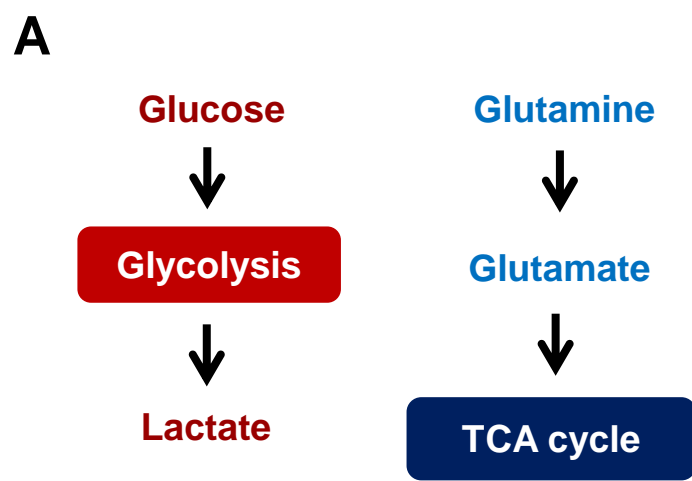 A
Glucose
Glutamine
Glycolysis
Glutamate
Lactate
TCA cycle